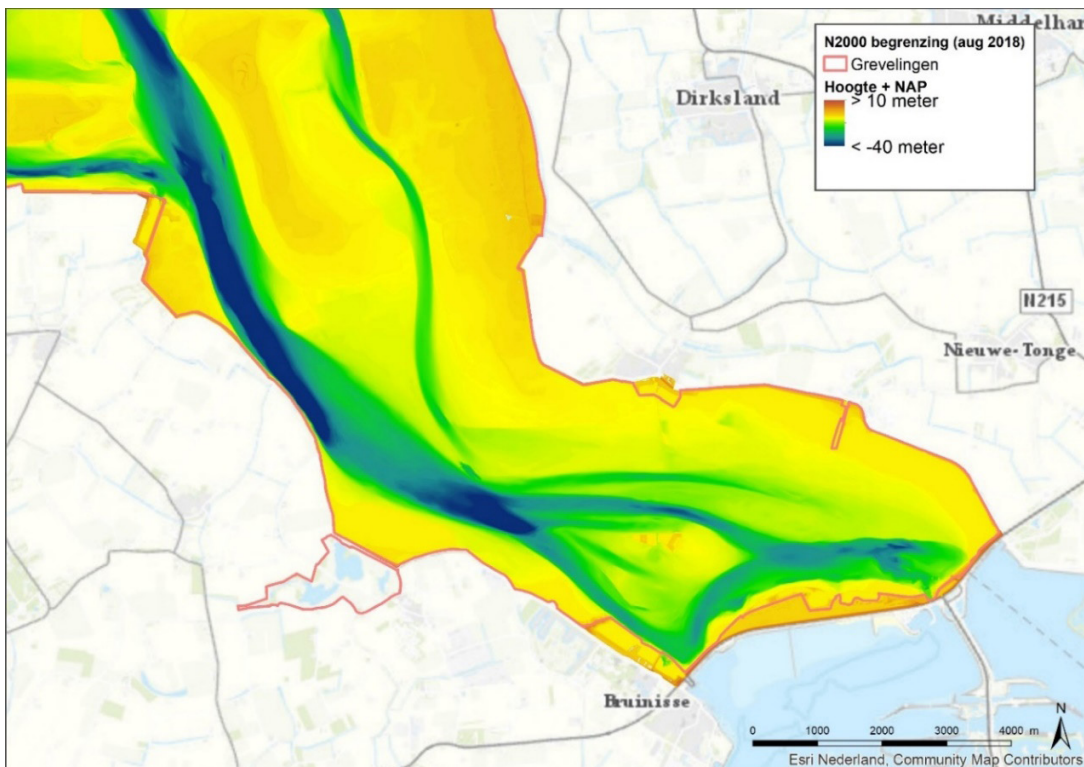 Middelhar
N2000 begrenzing (aug 2018)
Grevelingen
Hoogte + NAP
> 10 meter
< -40 meter
Dirksland
N215
Nieuwe-Tonge
Bruinisse
0 1000 2000 3000 4000 m
N
Esri Nederland, Community Map Contributors